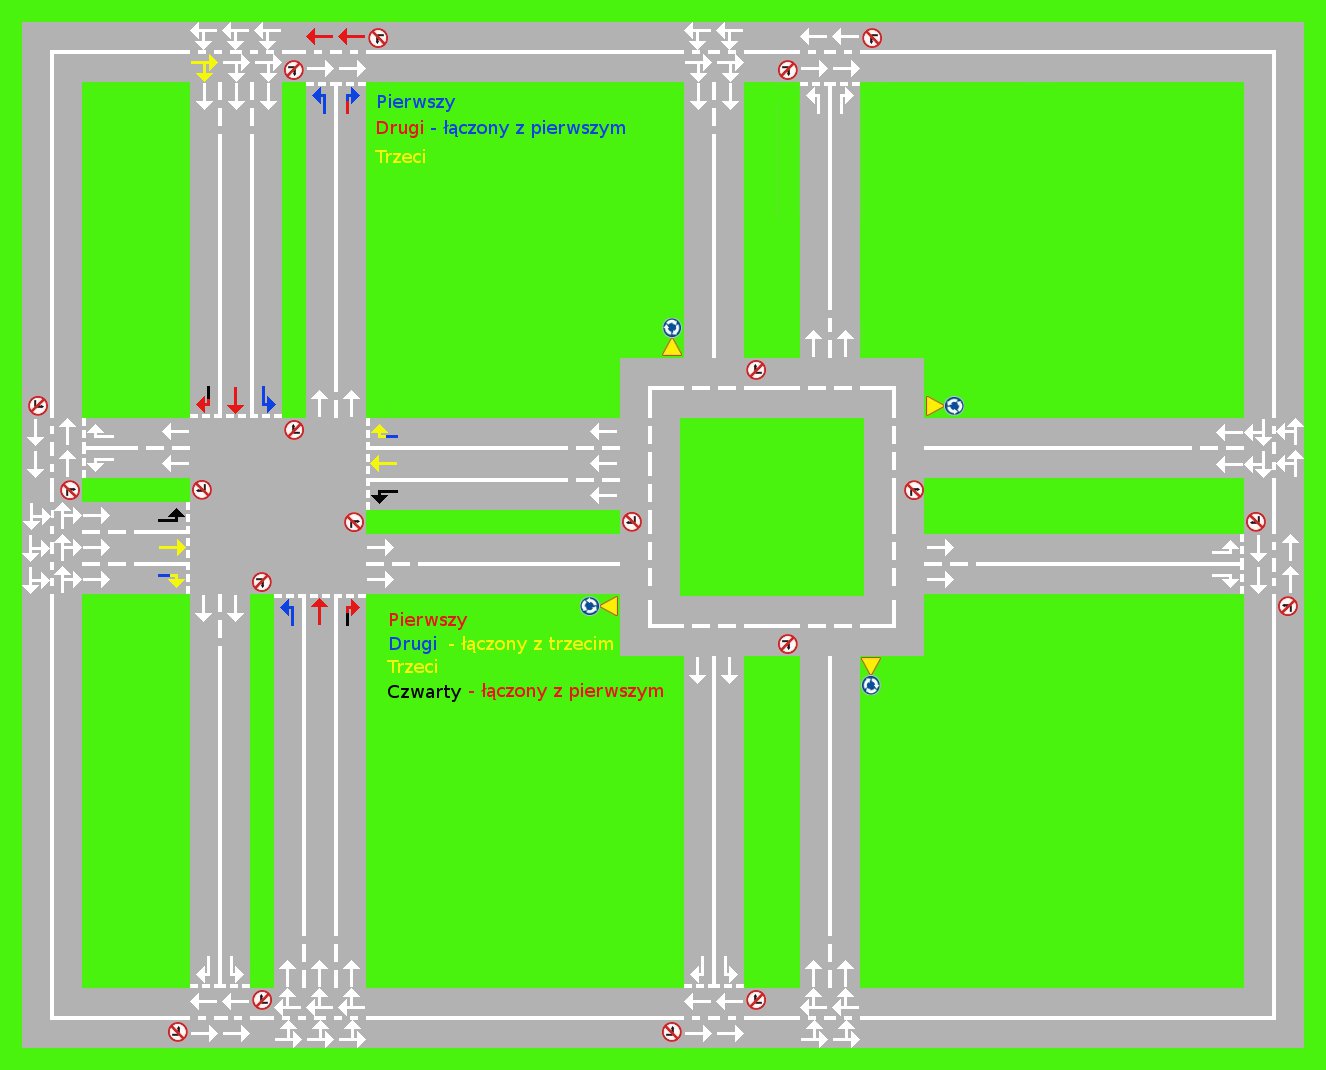 Pierwszy
Drugi - łączony z pierwszym
Trzeci
Pierwszy
Drugi - łączony z trzecim
Trzeci
Czwarty - łączony z pierwszym